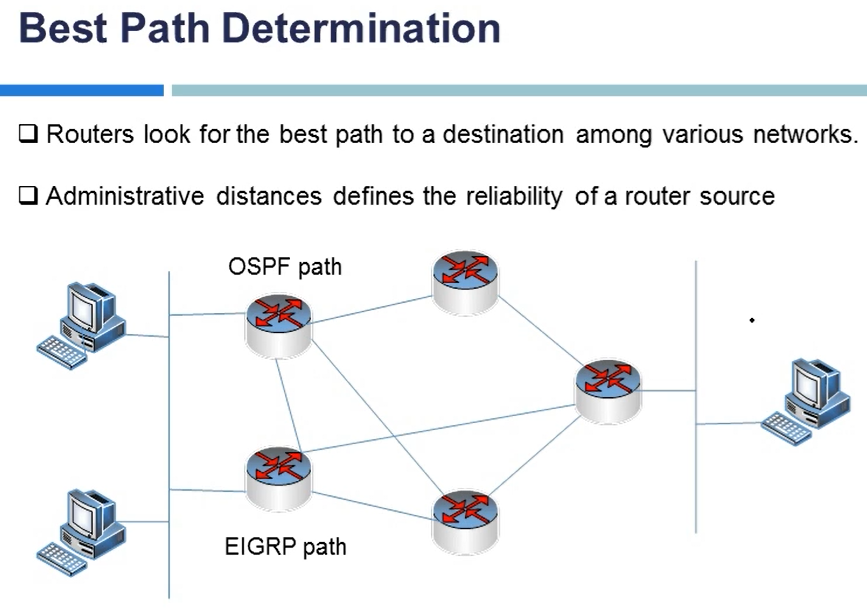 Best Path Determination
Routers look for the best path to a destination among various networks.
Administrative distances defines the reliability of a router source
OSPF path
EIGRP path